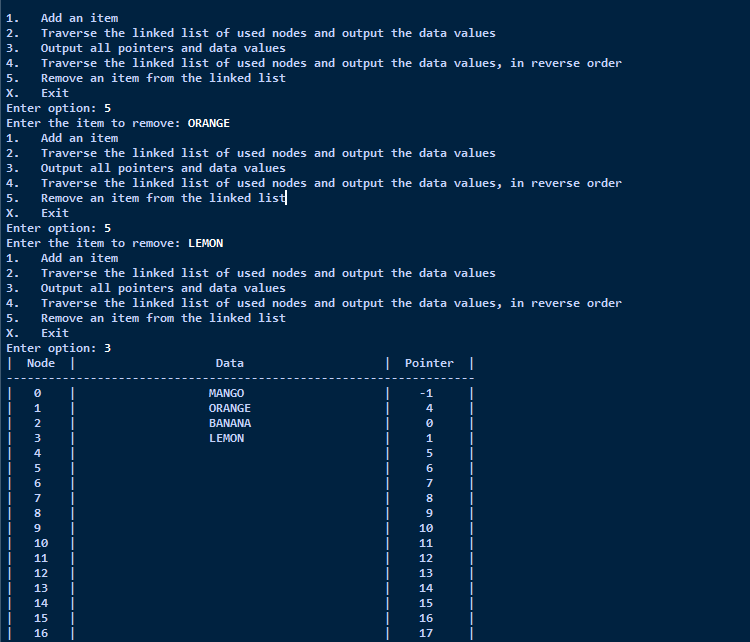 1. Add an item
2. Traverse the linked list of used nodes and output the data values
3. Output all pointers and data values
4. Traverse the linked list of used nodes and output the data values, in reverse order
5. Remove an item from the linked list
X. Exit
Enter option: 5
Enter the item to remove: ORANGE
1. Add an item
2. Traverse the linked list of used nodes and output the data values
3. Output all pointers and data values
4. Traverse the linked list of used nodes and output the data values, in reverse order
5. Remove an item from the linked list
X. Exit
Enter option: 5
Enter the item to remove: LEMON
1. Add an item
2. Traverse the linked list of used nodes and output the data values
3. Output all pointers and data values
4. Traverse the linked list of used nodes and output the data values, in reverse order
5. Remove an item from the linked list
X. Exit
Enter option: 3
| Node | Data | Pointer |
-------------------------------------------------------------------
| 0 | MANGO | -1 |
| 1 | ORANGE | 4 |
| 2 | BANANA | 0 |
| 3 | LEMON | 1 |
| 4 | | 5 |
| 5 | | 6 |
| 6 | | 7 |
| 7 | | 8 |
| 8 | | 9 |
| 9 | | 10 |
| 10 | | 11 |
| 11 | | 12 |
| 12 | | 13 |
| 13 | | 14 |
| 14 | | 15 |
| 15 | | 16 |
| 16 | | 17 |